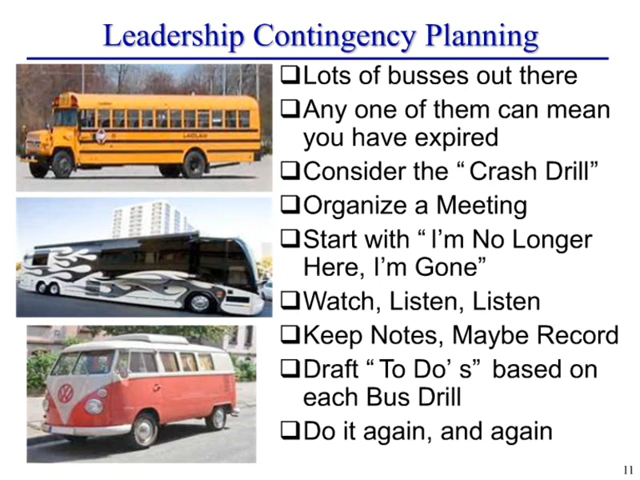 Leadership Contingency Planning
❑Lots of busses out there
❑Any one of them can mean
you have expired
❑Consider the “ Crash Drill”
❑Organize a Meeting
❑Start with “ I’m No Longer
Here, I’m Gone”
❑Watch, Listen, Listen
❑Keep Notes, Maybe Record
❑Draft “ To Do’ s” based on
each Bus Drill
❑Do it again, and again
LAIDLAW
11